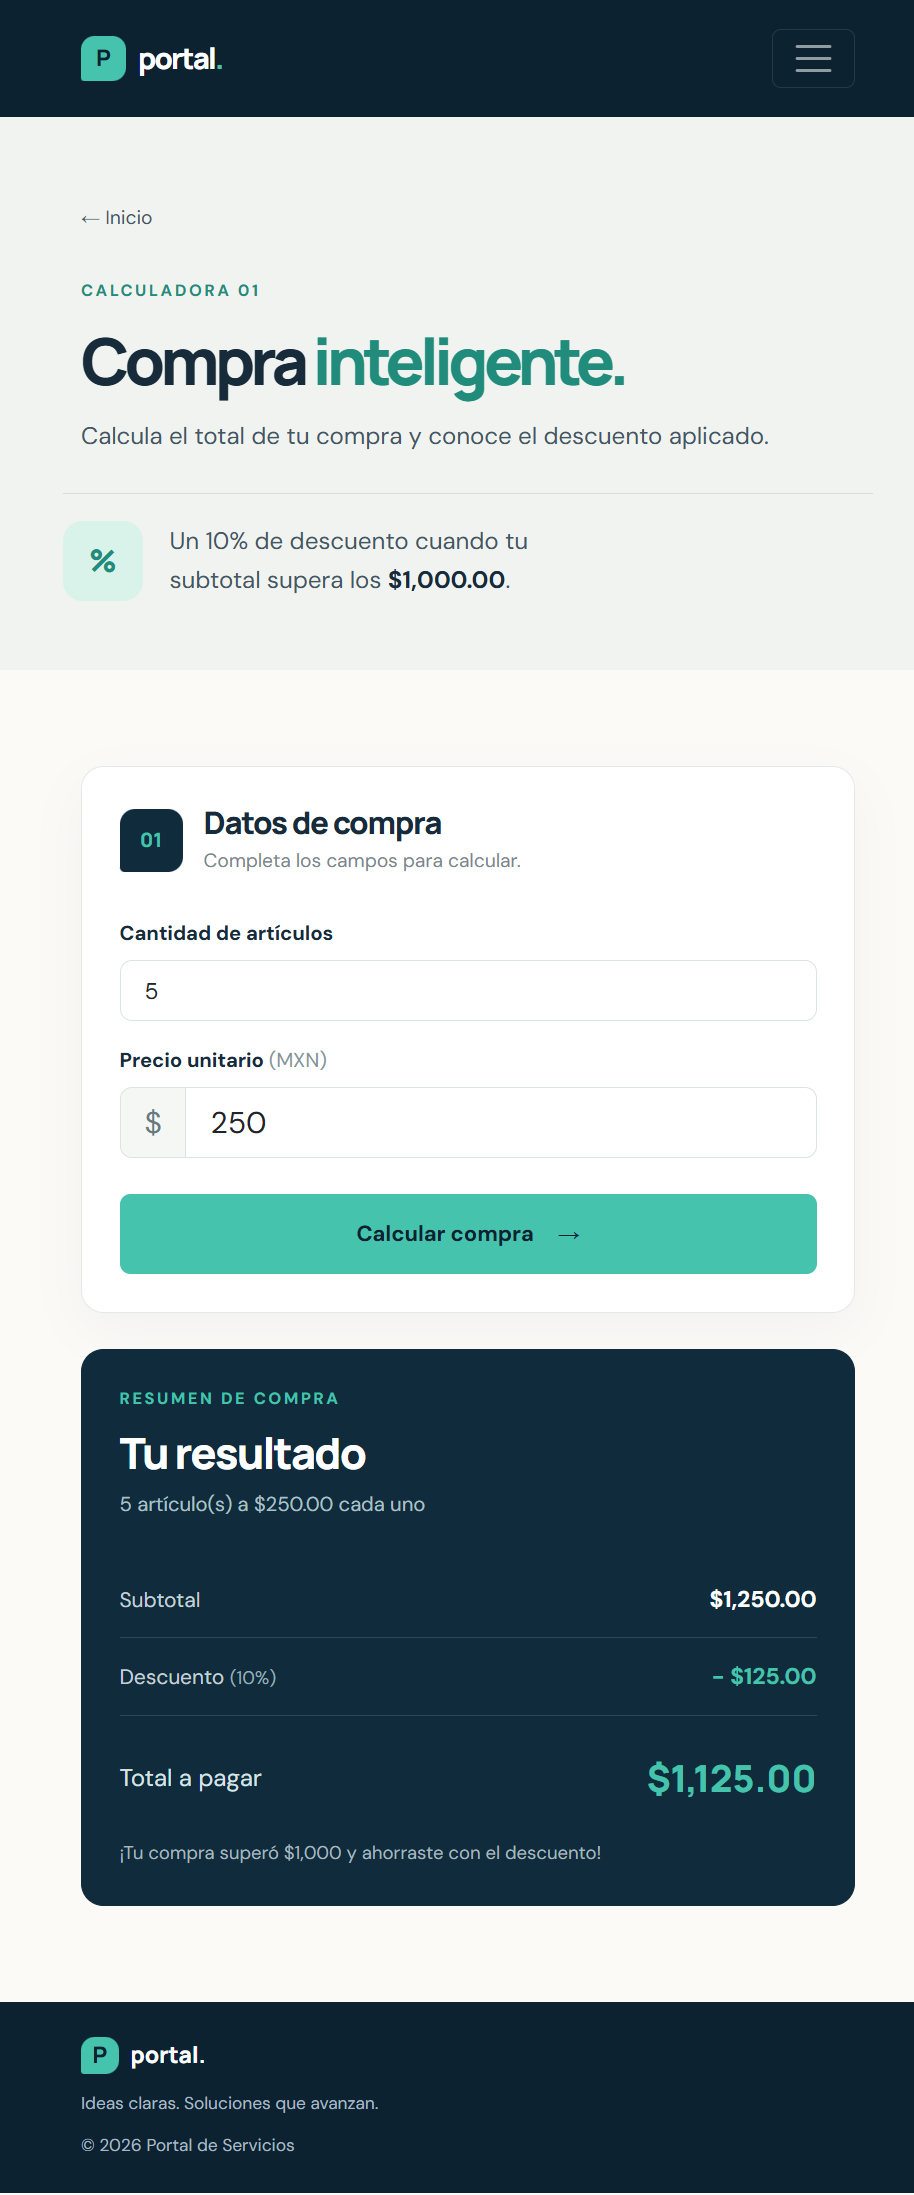 P portal.
← Inicio
CALCULADORA 01
Compra inteligente.
Calcula el total de tu compra y conoce el descuento aplicado.
%
Un 10% de descuento cuando tu
subtotal supera los $1,000.00.
01
Datos de compra
Completa los campos para calcular.
Cantidad de artículos
5
Precio unitario (MXN)
$ 250
Calcular compra →
RESUMEN DE COMPRA
Tu resultado
5 artículo(s) a $250.00 cada uno
Subtotal $1,250.00
Descuento (10%) - $125.00
Total a pagar $1,125.00
¡Tu compra superó $1,000 y ahorraste con el descuento!
P portal.
Ideas claras. Soluciones que avanzan.
© 2026 Portal de Servicios